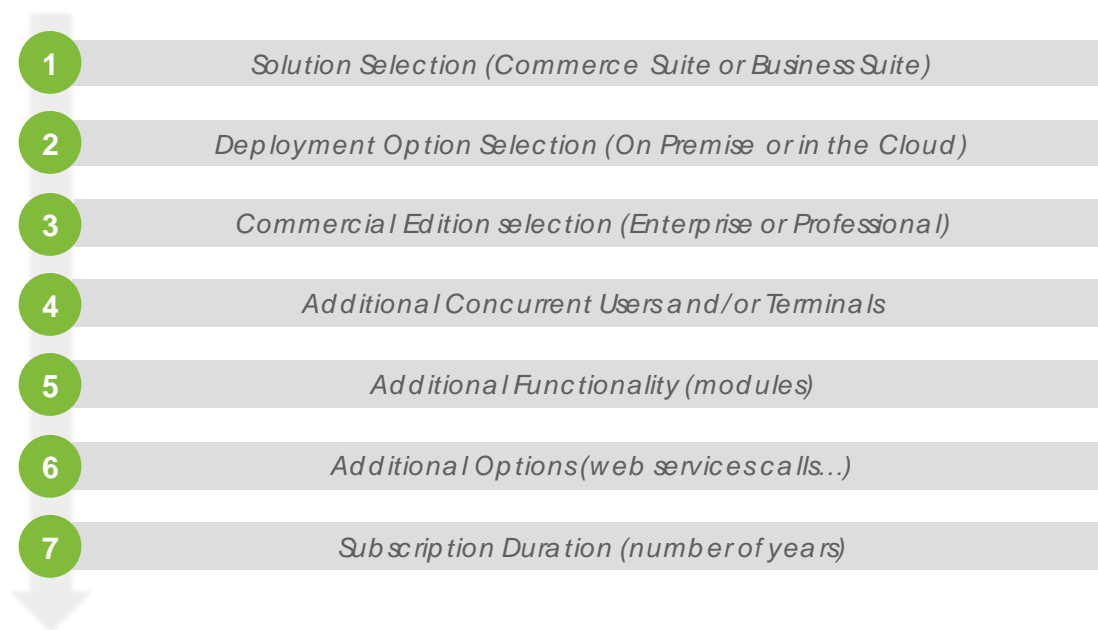 1 Solution Selection (Commerce Suite or Business Suite)
2 Deployment Option Selection (On Premise or in the Cloud)
3 Commercial Edition selection (Enterprise or Professional)
4 Additional Concurrent Users and/or Terminals
5 Additional Functionality (modules)
6 Additional Options (web services calls...)
7 Subscription Duration (number of years)